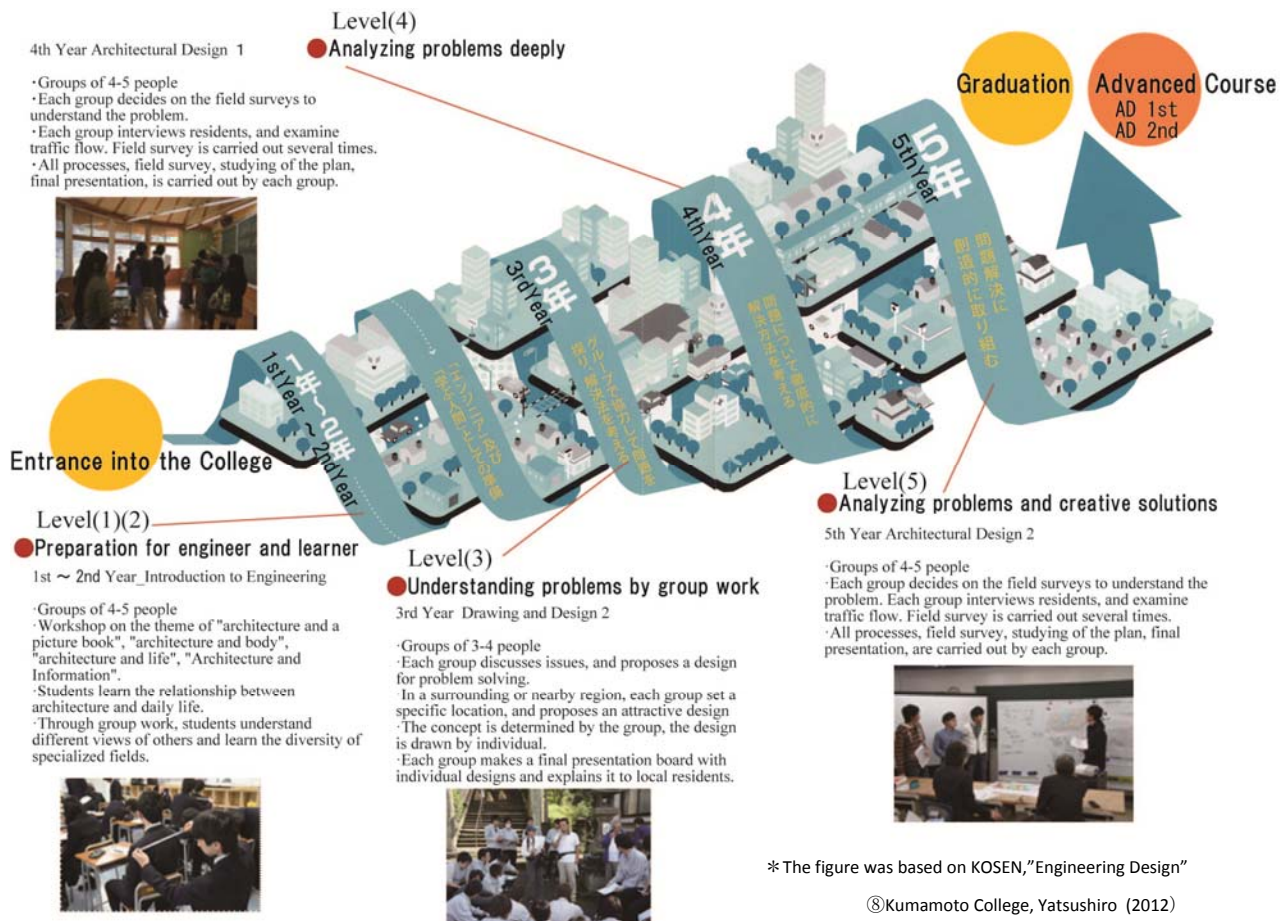 Level(4)
●Analyzing problems deeply
4th Year Architectural Design 1
·Groups of 4-5 people
·Each group decides on the field surveys to
understand the problem.
·Each group interviews residents, and examine
traffic flow. Field survey is carried out several times.
·All processes, field survey, studying of the plan,
final presentation, is carried out by each group.
Graduation
Advanced Course
AD 1st
AD 2nd
5年
5thYear
問題解決に
創造的に取り組む
4年
4thYear
問題について徹底的に
解決方法を考える
3年
3rdYear
グループで協力して問題を
探り、解決法を考える
1年~2年
1stYear ~ 2ndYear
Entrance into the College
Level(1)(2)
●Preparation for engineer and learner
1st ~ 2nd Year_Introduction to Engineering
·Groups of 4-5 people
·Workshop on the theme of "architecture and a
picture book", "architecture and body",
"architecture and life", "Architecture and
Information".
·Students learn the relationship between
architecture and daily life.
·Through group work, students understand
different views of others and learn the diversity of
specialized fields.
Level(3)
●Understanding problems by group work
3rd Year Drawing and Design 2
·Groups of 3-4 people
·Each group discusses issues, and proposes a design
for problem solving.
·In a surrounding or nearby region, each group set a
specific location, and proposes an attractive design
·The concept is determined by the group, the design
is drawn by individual.
·Each group makes a final presentation board with
individual designs and explains it to local residents.
Level(5)
●Analyzing problems and creative solutions
5th Year Architectural Design 2
·Groups of 4-5 people
·Each group decides on the field surveys to understand the
problem. Each group interviews residents, and examine
traffic flow. Field survey is carried out several times.
·All processes, field survey, studying of the plan, final
presentation, are carried out by each group.
＊The figure was based on KOSEN,"Engineering Design"
⑧Kumamoto College, Yatsushiro (2012)